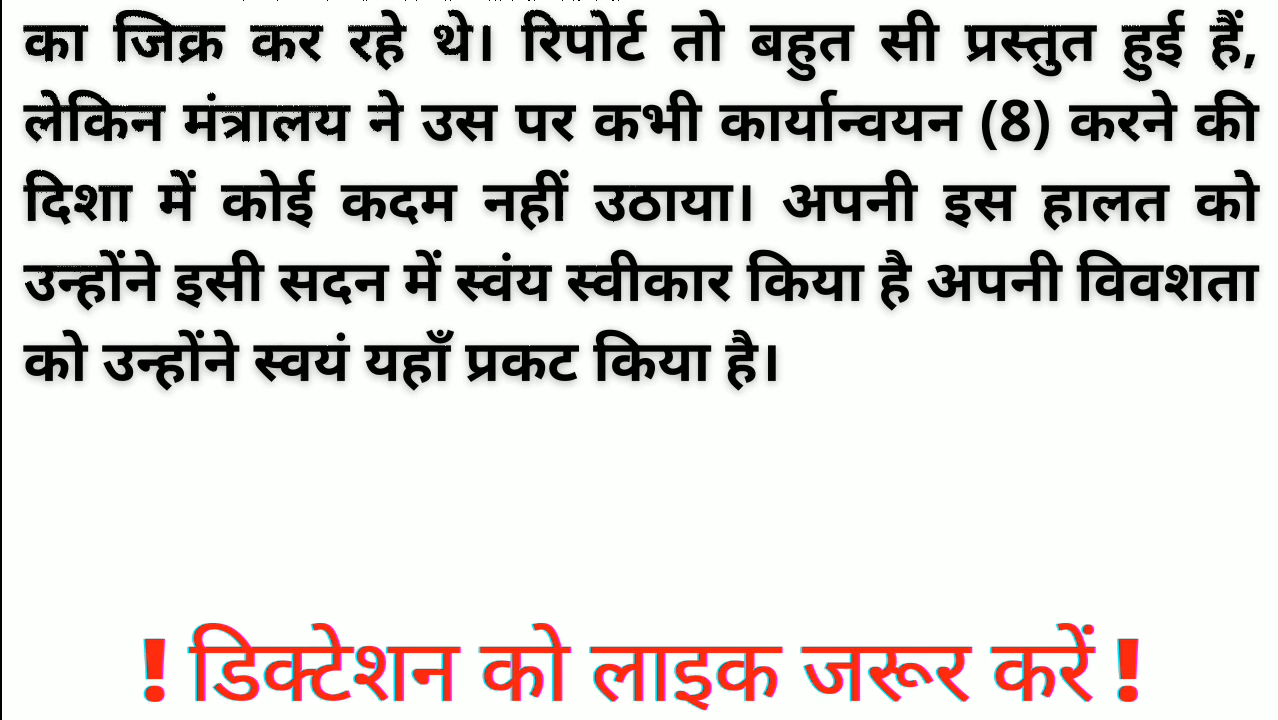 का जिक्र कर रहे थे। रिपोर्ट तो बहुत सी प्रस्तुत हुई हैं,
लेकिन मंत्रालय ने उस पर कभी कार्यान्वयन (8) करने की
दिशा में कोई कदम नहीं उठाया। अपनी इस हालत को
उन्होंने इसी सदन में स्वंय स्वीकार किया है अपनी विवशता
को उन्होंने स्वयं यहाँ प्रकट किया है।
! डिक्टेशन को लाइक जरूर करें !